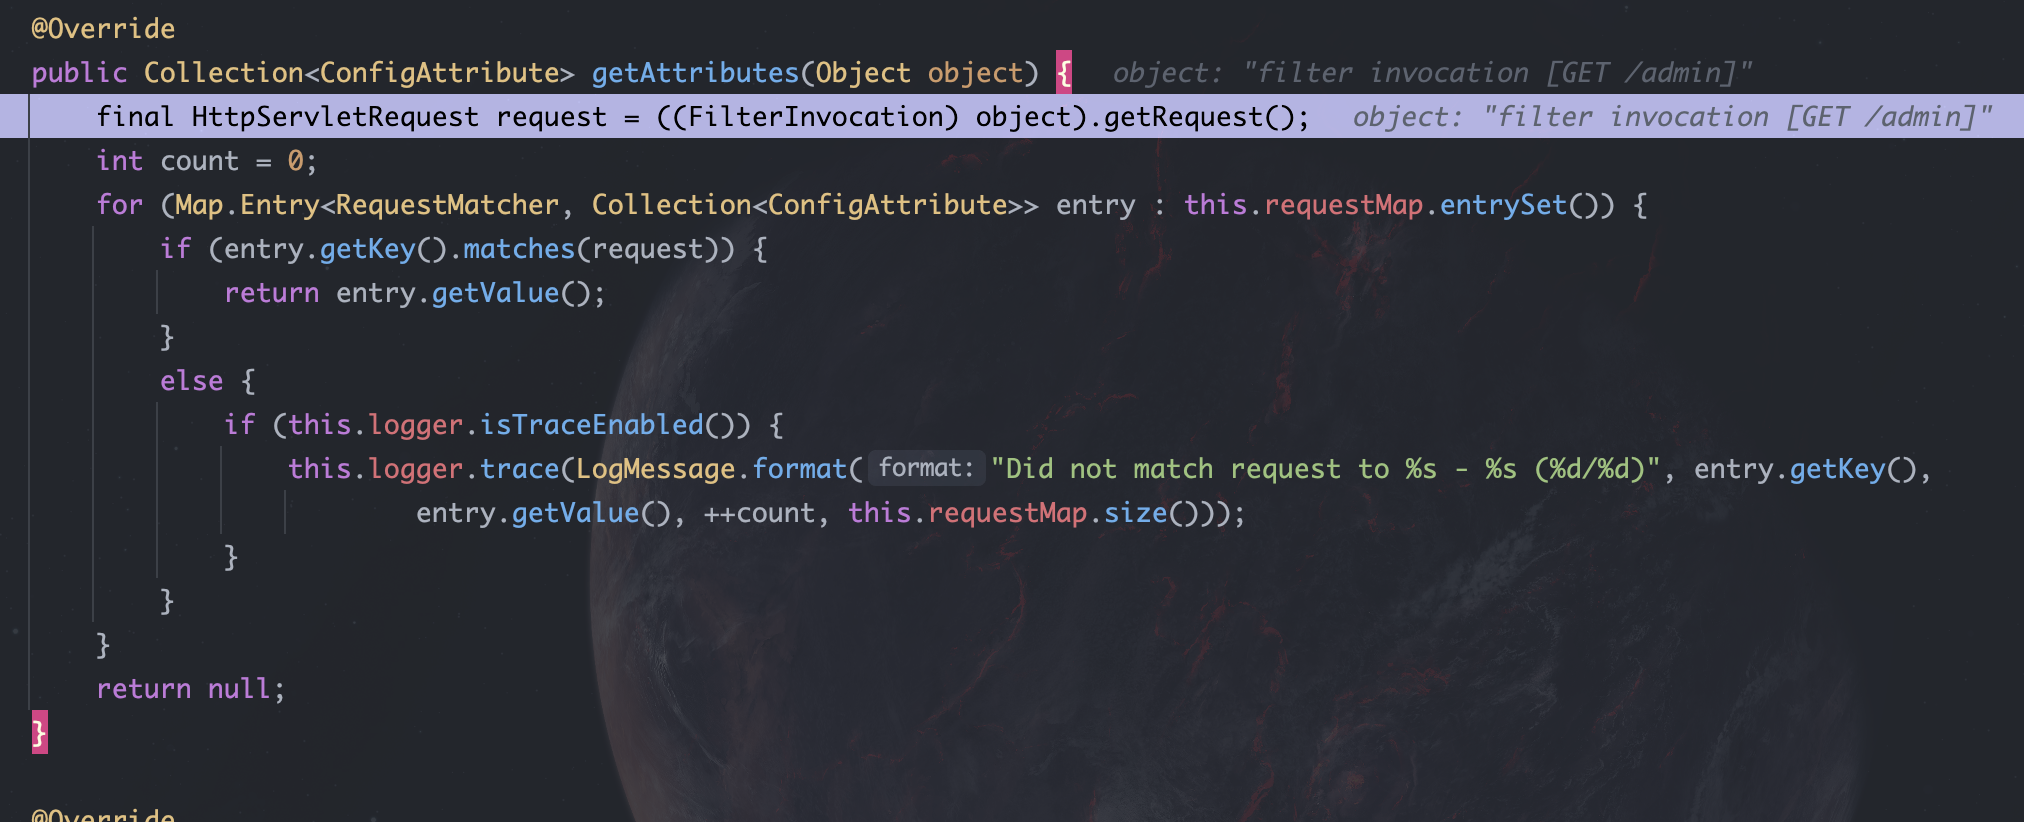 @Override
public Collection<ConfigAttribute> getAttributes(Object object) {   object: "filter invocation [GET /admin]"
    final HttpServletRequest request = ((FilterInvocation) object).getRequest();   object: "filter invocation [GET /admin]"
    int count = 0;
    for (Map.Entry<RequestMatcher, Collection<ConfigAttribute>> entry : this.requestMap.entrySet()) {
        if (entry.getKey().matches(request)) {
            return entry.getValue();
        }
        else {
            if (this.logger.isTraceEnabled()) {
                this.logger.trace(LogMessage.format( format: "Did not match request to %s - %s (%d/%d)", entry.getKey(),
                        entry.getValue(), ++count, this.requestMap.size()));
            }
        }
    }
    return null;
}
@Override